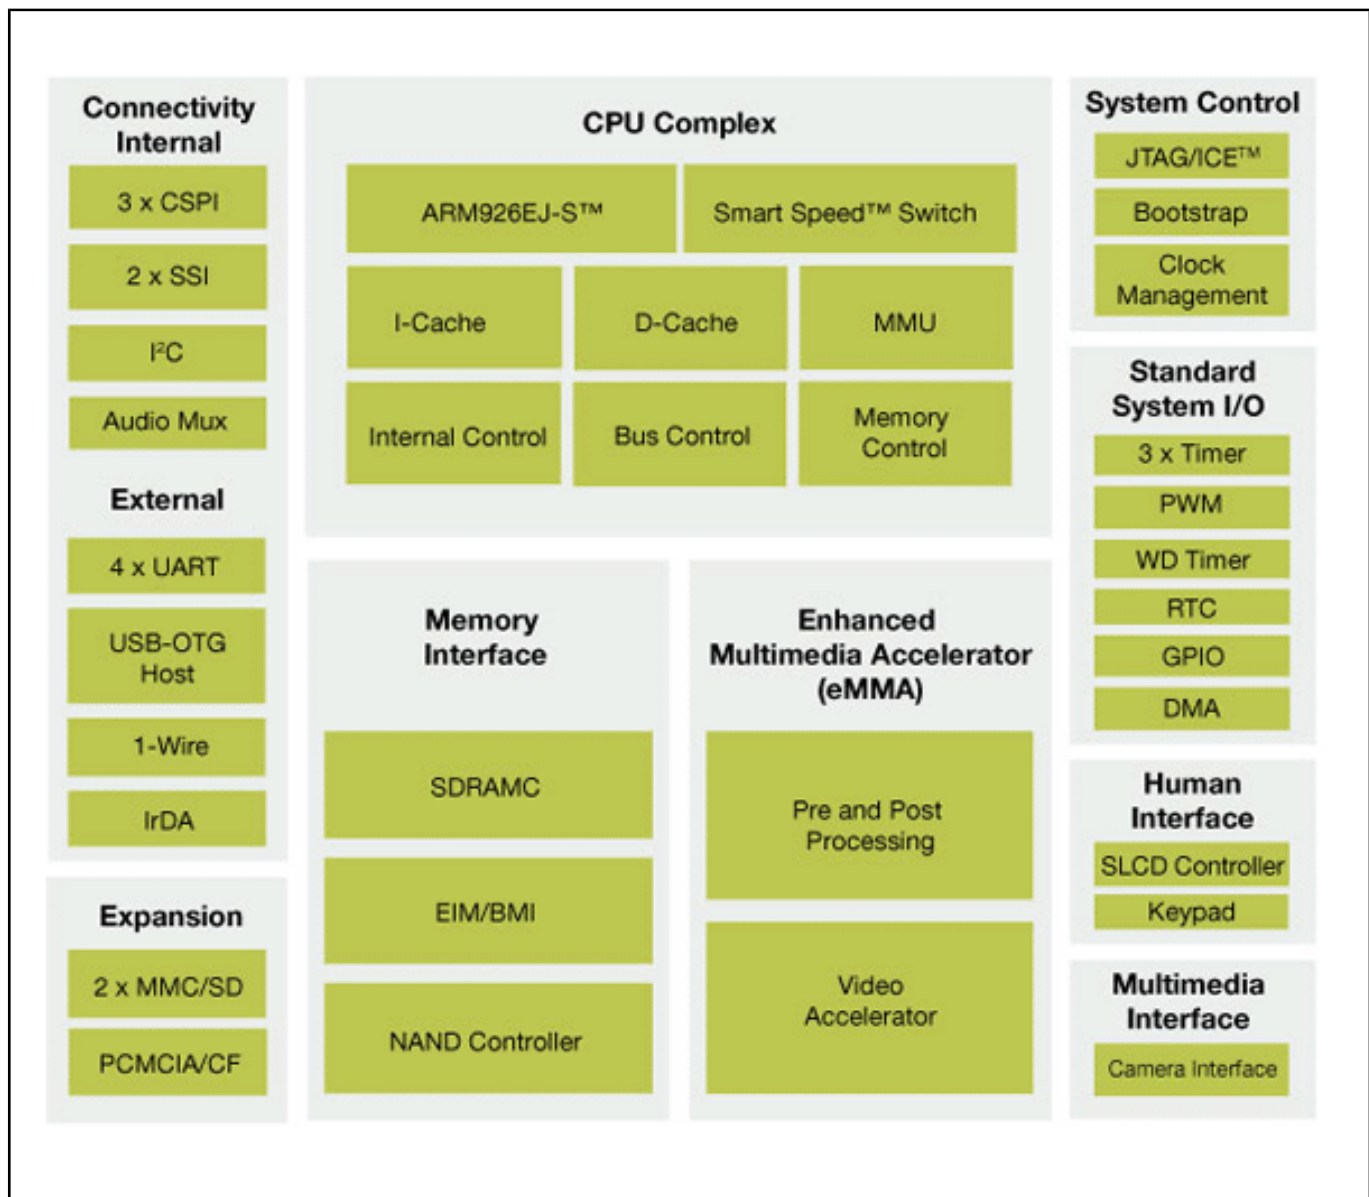 Connectivity
Internal
3 x CSPI
2 x SSI
I²C
Audio Mux
External
4 x UART
USB-OTG
Host
1-Wire
IrDA
Expansion
2 x MMC/SD
PCMCIA/CF
CPU Complex
ARM926EJ-S™
Smart Speed™ Switch
I-Cache
D-Cache
MMU
Internal Control
Bus Control
Memory
Control
Memory
Interface
SDRAMC
EIM/BMI
NAND Controller
Enhanced
Multimedia Accelerator
(eMMA)
Pre and Post
Processing
Video
Accelerator
System Control
JTAG/ICE™
Bootstrap
Clock
Management
Standard
System I/O
3 x Timer
PWM
WD Timer
RTC
GPIO
DMA
Human
Interface
SLCD Controller
Keypad
Multimedia
Interface
Camera Interface